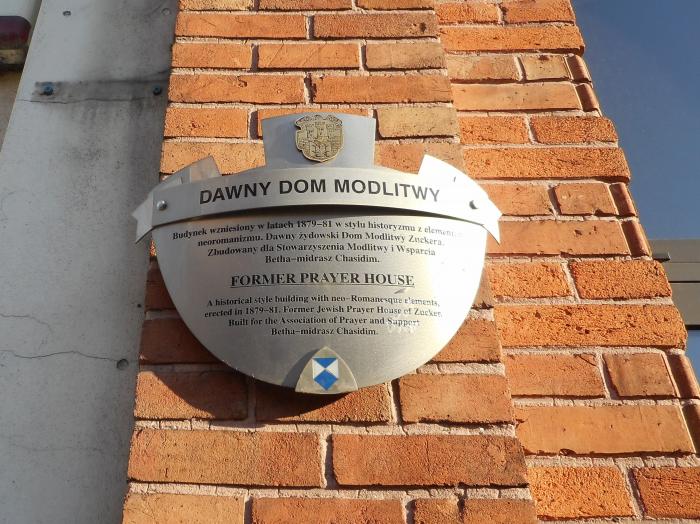 DAWNY DOM MODLITWY
Budynek wzniesiony w latach 1879-81 w stylu historyzmu z
neoromanizmu. Dawny żydowski Dom Modlitwy Zuckera.
Zbudowany dla Stowarzyszenia Modlitwy i Wsparcia
Betha-midrasz Chasidim.
FORMER PRAYER HOUSE
A historical style building with neo-Romanesque elements,
erected in 1879-81. Former Jewish Prayer House of Zucker.
Built for the Association of Prayer and Support
Betha-midrasz Chasidim.